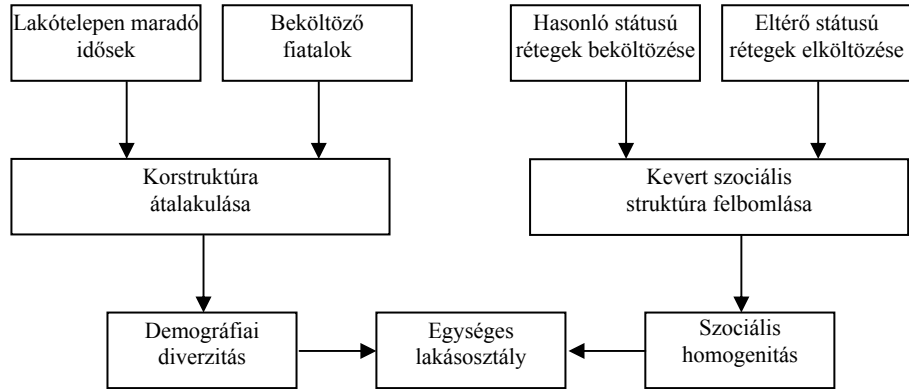 Lakótelepen maradó
idősek
Beköltöző
fiatalok
Hasonló státusú
rétegek beköltözése
Eltérő státusú
rétegek elköltözése
Korstruktúra
átalakulása
Kevert szociális
struktúra felbomlása
Demográfiai
diverzitás
Egységes
lakásosztály
Szociális
homogenitás